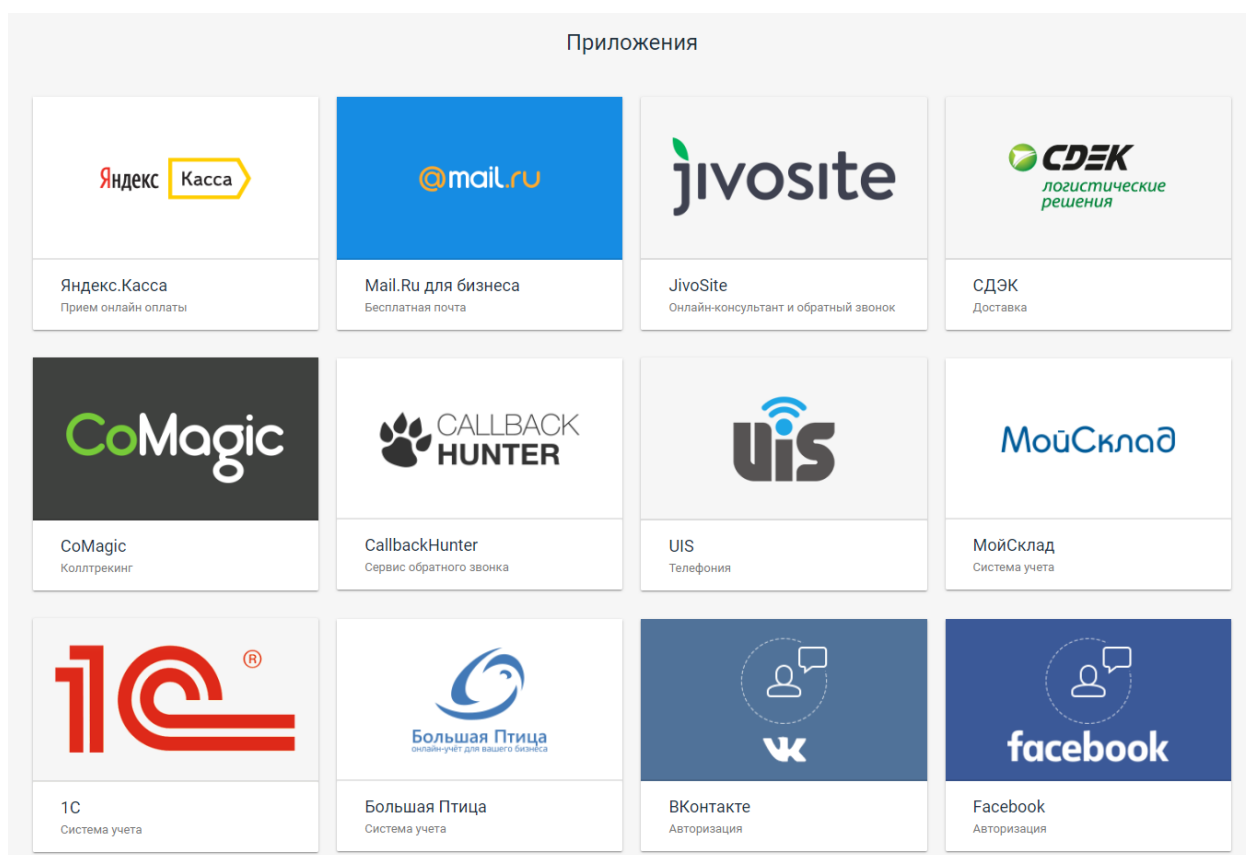 Приложения
Яндекс Касса
@mail.ru
jivosite
CDEK
логистические
решения
Яндекс.Касса
Прием онлайн оплаты
Mail.Ru для бизнеса
Бесплатная почта
JivoSite
Онлайн-консультант и обратный звонок
СДЭК
Доставка
CoMagic
CALLBACK
HUNTER
UiS
МойСклад
CoMagic
Коллтрекинг
CallbackHunter
Сервис обратного звонка
UIS
Телефония
МойСклад
Система учета
1С ®
Большая Птица
онлайн-учёт для вашего бизнеса
VK
facebook
1С
Система учета
Большая Птица
Система учета
ВКонтакте
Авторизация
Facebook
Авторизация